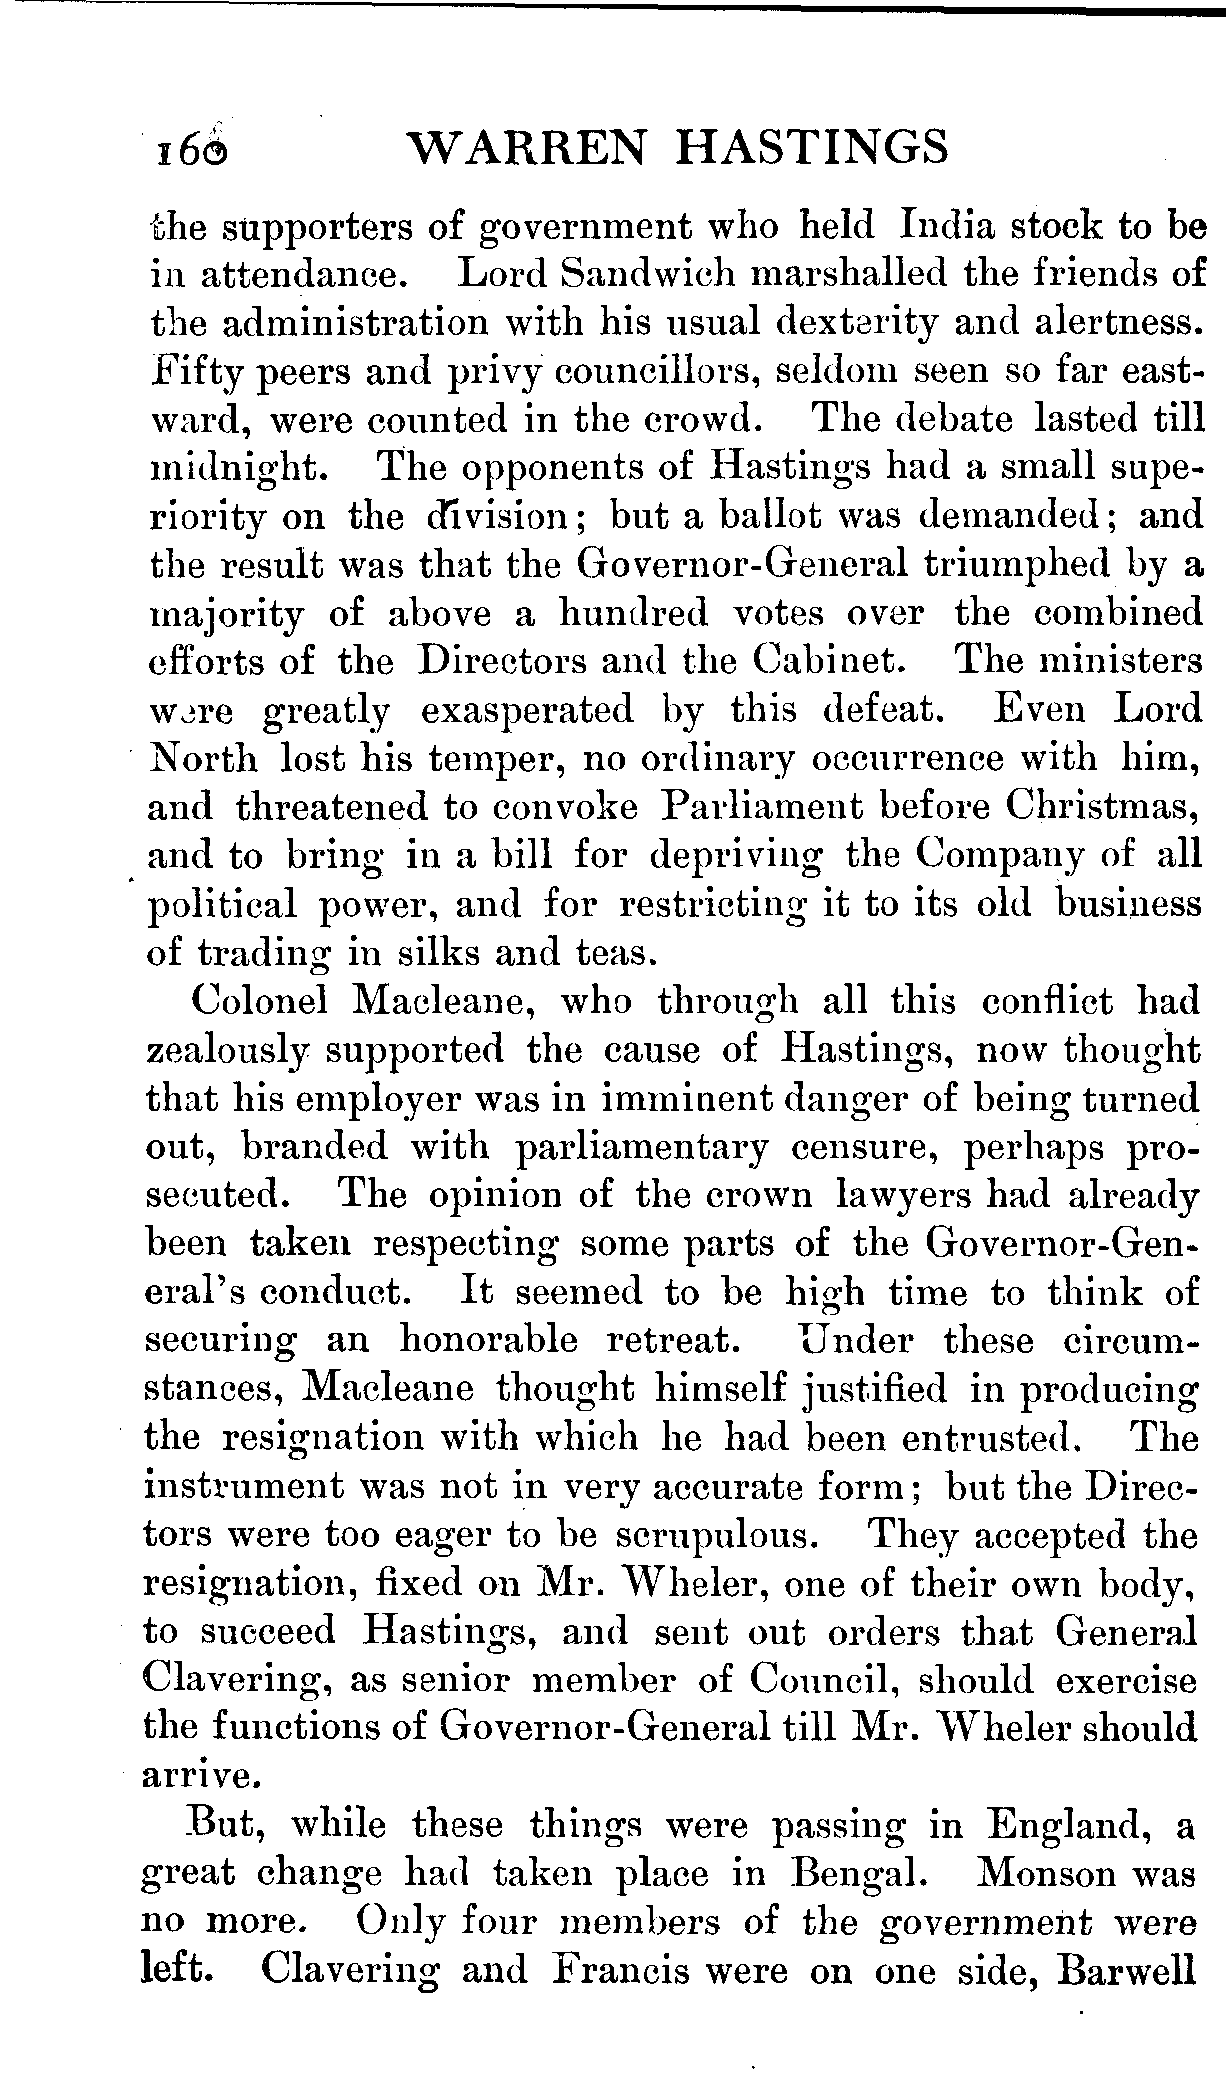 160 WARREN HASTINGS
the supporters of government who held India stock to be
in attendance. Lord Sandwich marshalled the friends of
the administration with his usual dexterity and alertness.
Fifty peers and privy councillors, seldom seen so far east-
ward, were counted in the crowd. The debate lasted till
midnight. The opponents of Hastings had a small supe-
riority on the division; but a ballot was demanded; and
the result was that the Governor-General triumphed by a
majority of above a hundred votes over the combined
efforts of the Directors and the Cabinet. The ministers
were greatly exasperated by this defeat. Even Lord
North lost his temper, no ordinary occurrence with him,
and threatened to convoke Parliament before Christmas,
and to bring in a bill for depriving the Company of all
political power, and for restricting it to its old business
of trading in silks and teas.
Colonel Macleane, who through all this conflict had
zealously supported the cause of Hastings, now thought
that his employer was in imminent danger of being turned
out, branded with parliamentary censure, perhaps pro-
secuted. The opinion of the crown lawyers had already
been taken respecting some parts of the Governor-Gen-
eral's conduct. It seemed to be high time to think of
securing an honorable retreat. Under these circum-
stances, Macleane thought himself justified in producing
the resignation with which he had been entrusted. The
instrument was not in very accurate form; but the Direc-
tors were too eager to be scrupulous. They accepted the
resignation, fixed on Mr. Wheler, one of their own body,
to succeed Hastings, and sent out orders that General
Clavering, as senior member of Council, should exercise
the functions of Governor-General till Mr. Wheler should
arrive.
But, while these things were passing in England, a
great change had taken place in Bengal. Monson was
no more. Only four members of the government were
left. Clavering and Francis were on one side, Barwell